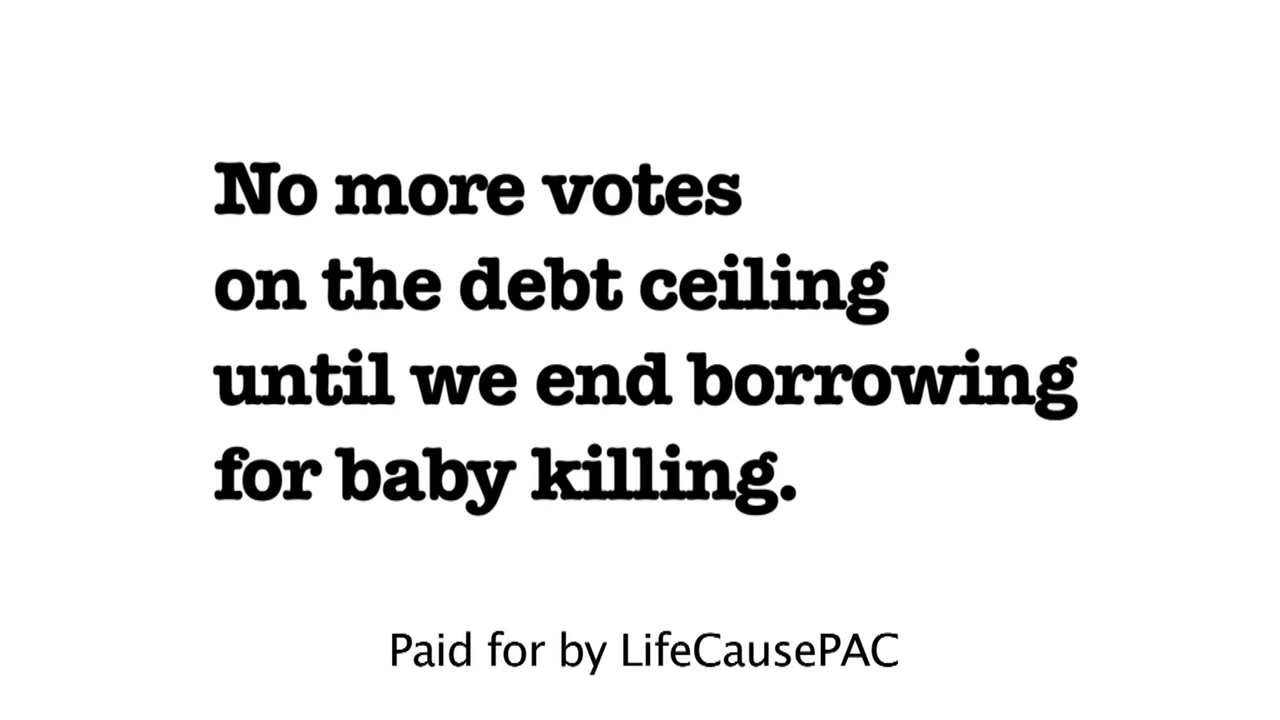 No more votes
on the debt ceiling
until we end borrowing
for baby killing.
Paid for by LifeCausePAC